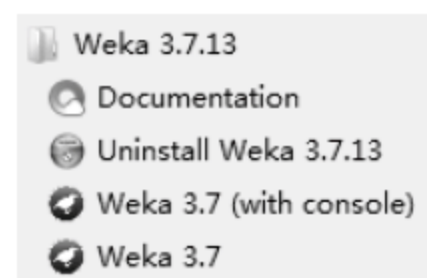 Weka 3.7.13
Documentation
Uninstall Weka 3.7.13
Weka 3.7 (with console)
Weka 3.7